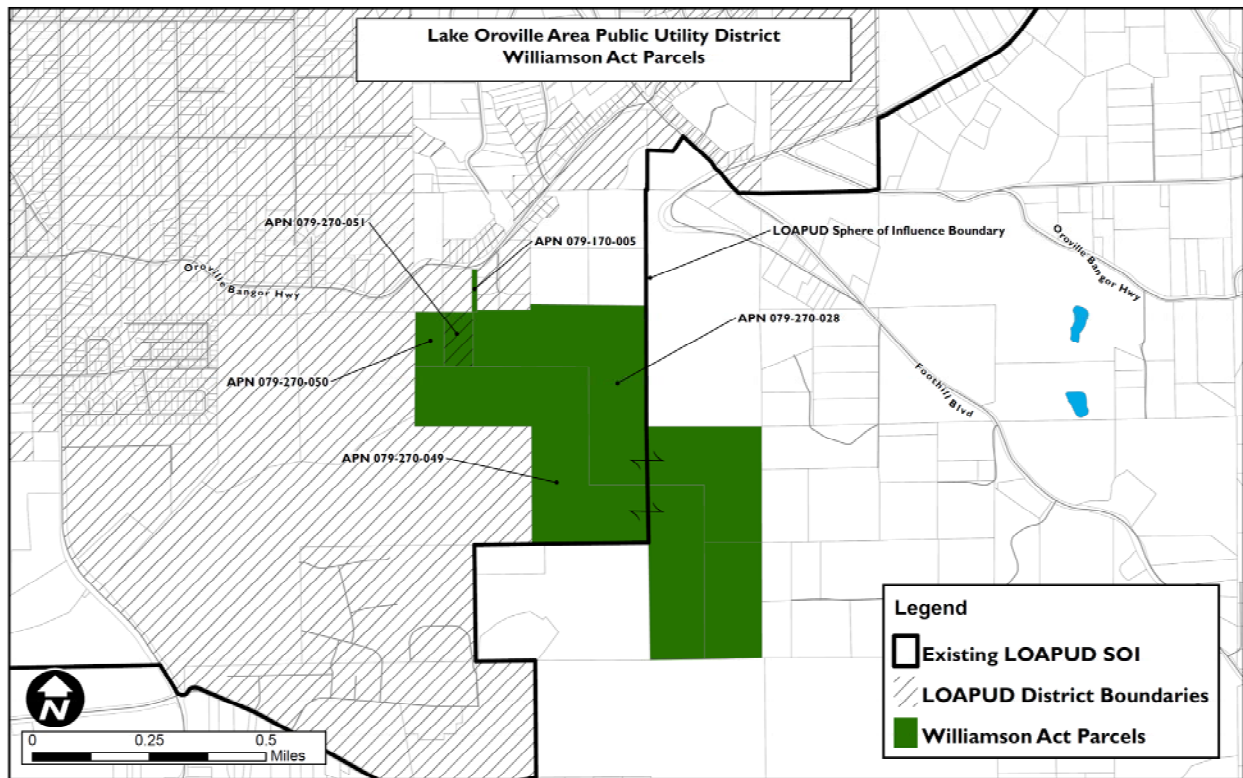 Lake Oroville Area Public Utility District
Williamson Act Parcels
APN 079-270-051
APN 079-170-005
LOAPUD Sphere of Influence Boundary
Oroville Bangor Hwy
Oroville Bangor Hwy
APN 079-270-028
APN 079-270-050
Foothill Blvd
APN 079-270-049
Legend
Existing LOAPUD SOI
LOAPUD District Boundaries
Williamson Act Parcels
N
0 0.25 0.5
Miles